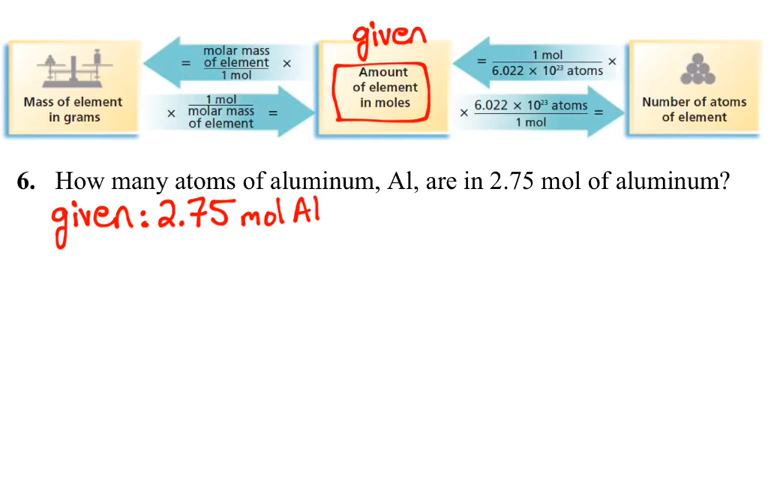 given
Mass of element
in grams
= molar mass of element / 1 mol ×
× 1 mol / molar mass of element =
Amount
of element
in moles
= 1 mol / 6.022 × 10²³ atoms ×
× 6.022 × 10²³ atoms / 1 mol =
Number of atoms
of element
6. How many atoms of aluminum, Al, are in 2.75 mol of aluminum?
given: 2.75 mol Al